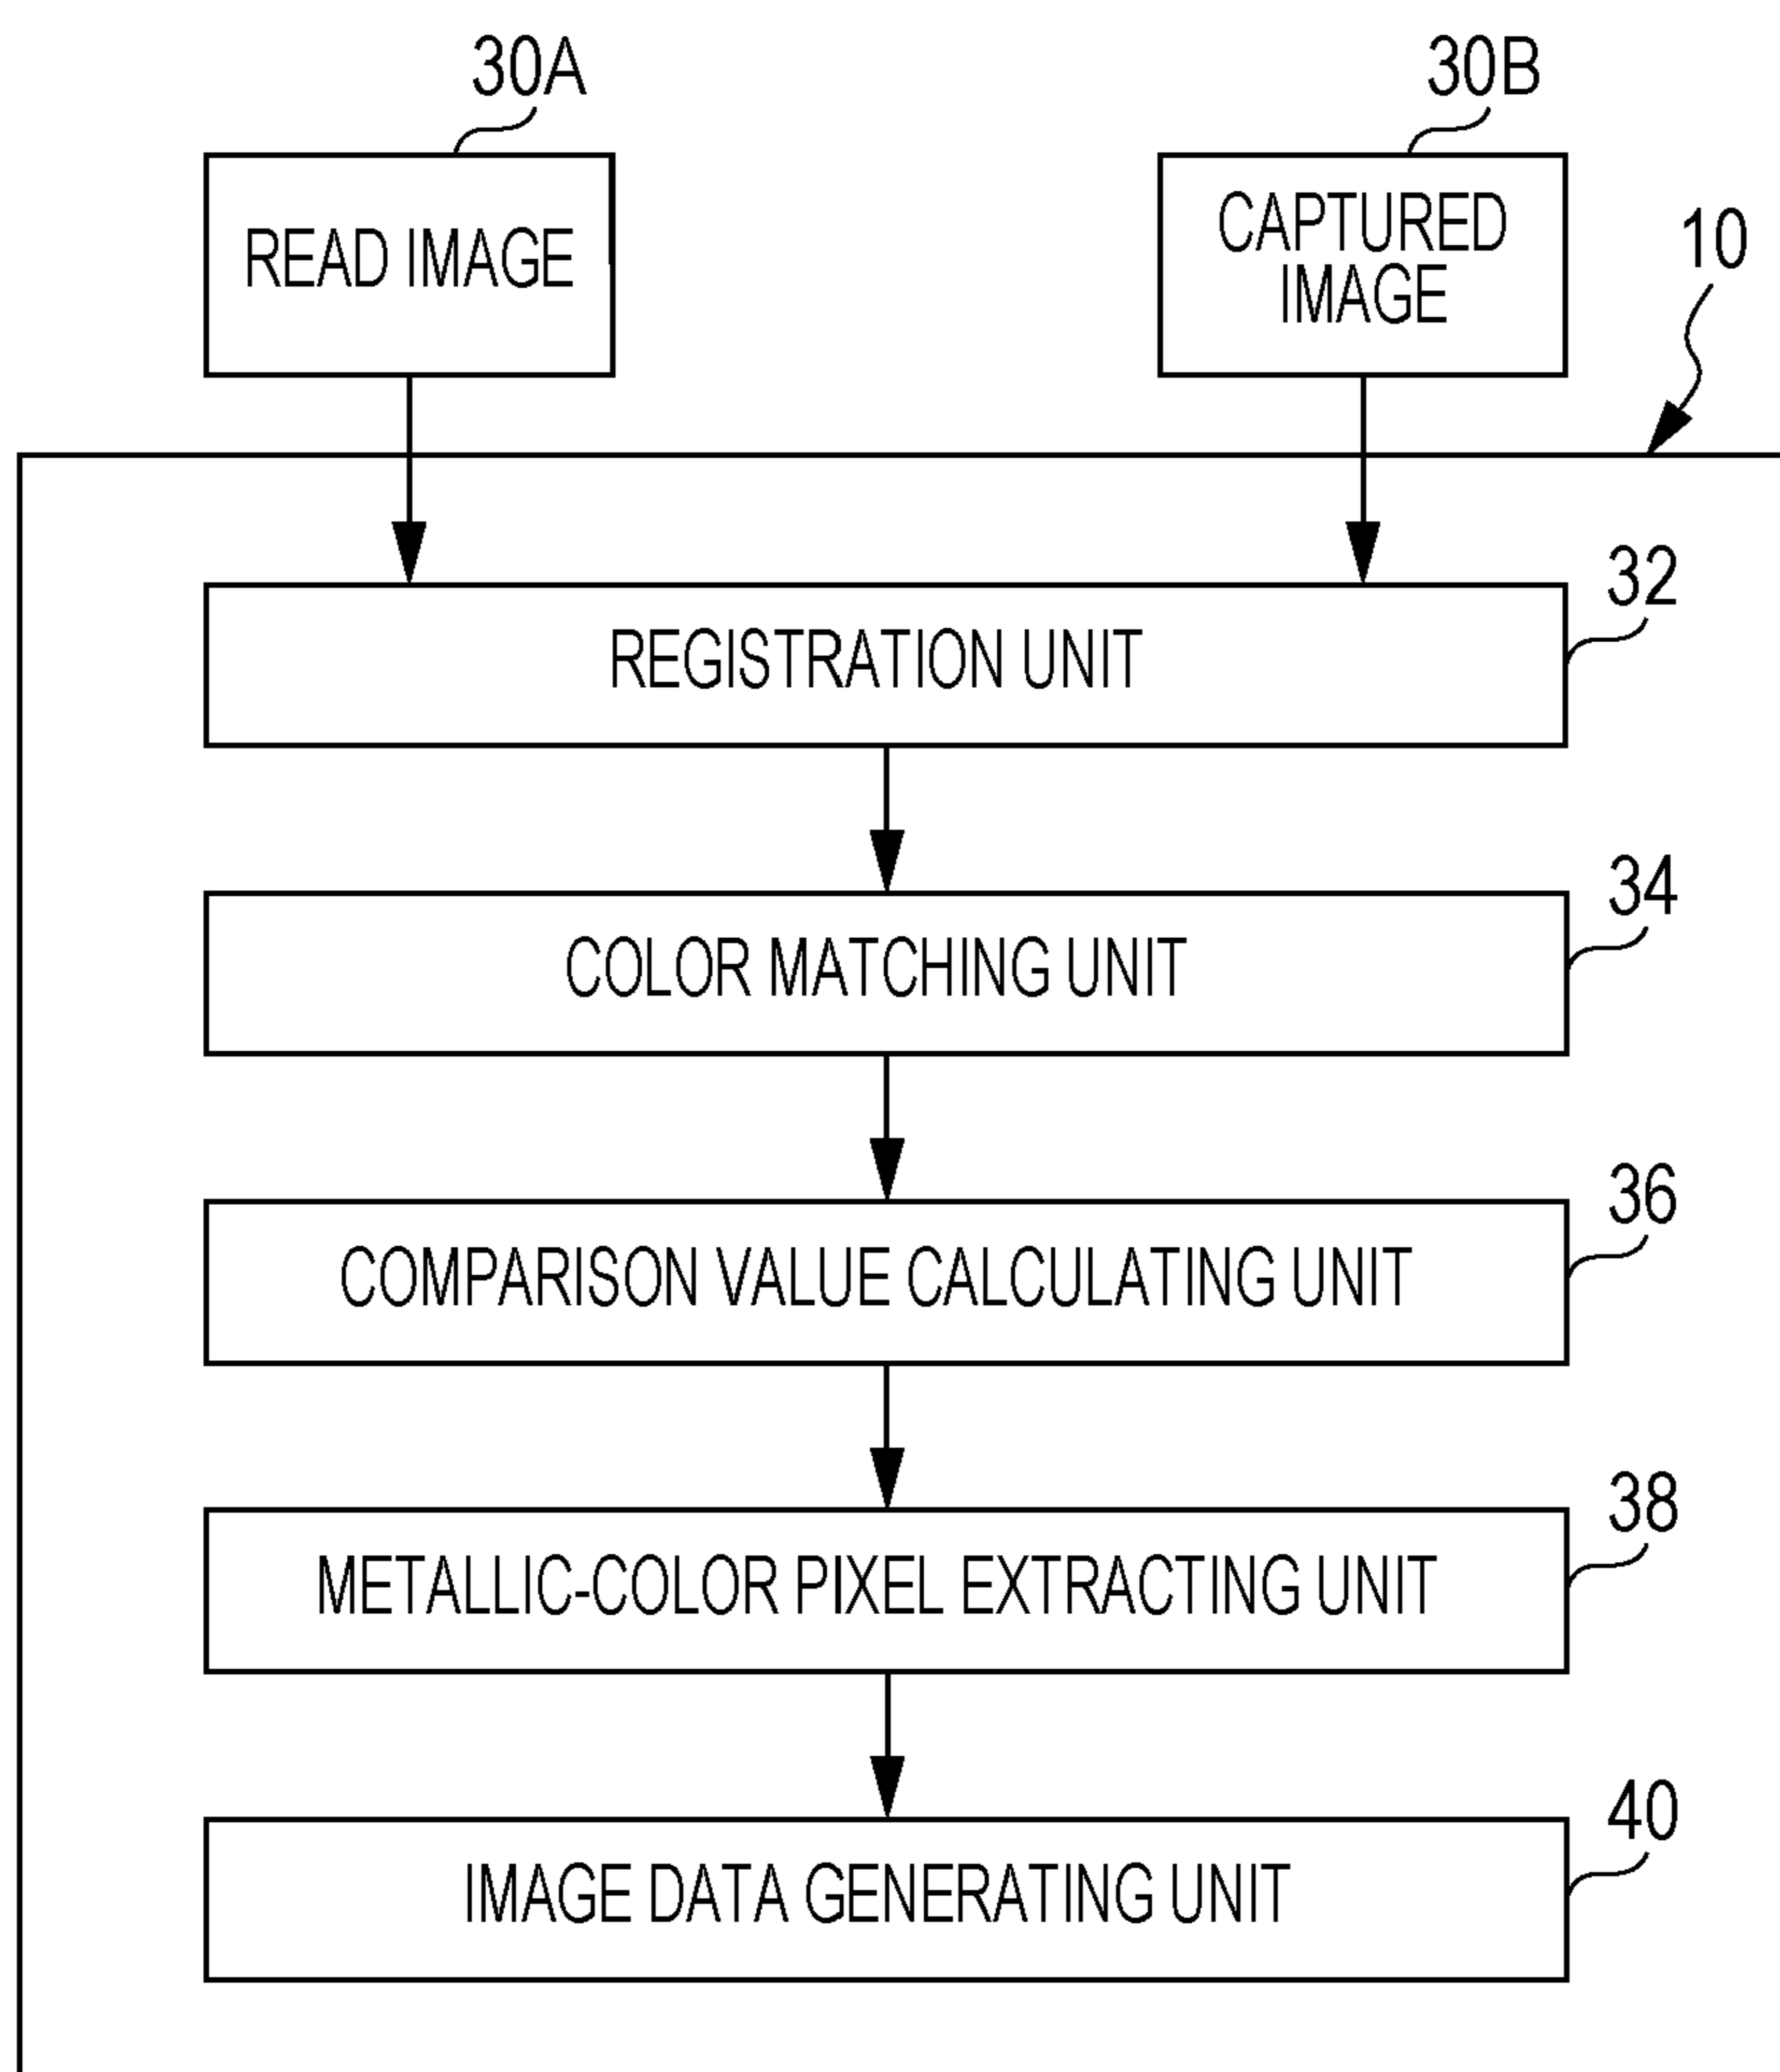 30A
30B
READ IMAGE
CAPTURED
IMAGE
10
32
REGISTRATION UNIT
34
COLOR MATCHING UNIT
36
COMPARISON VALUE CALCULATING UNIT
38
METALLIC-COLOR PIXEL EXTRACTING UNIT
40
IMAGE DATA GENERATING UNIT